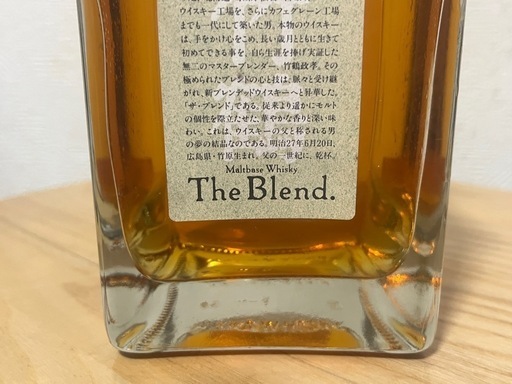 ウイスキー工場を、さらにカフェグレーン工場
までも一代にして築いた男。本物のウイスキー
は、手をかけ心をこめ、長い歳月とともに生きて
初めてできる事を、自ら生涯を捧げ実証した
無二のマスターブレンダー、竹鶴政孝。その
極められたブレンドの心と技は、脈々と受け継
がれ、新ブレンデッドウイスキーへと昇華した。
「ザ・ブレンド」である。従来より遥かにモルト
の個性を際立たせた、華やかな香りと深い味
わい。これは、ウイスキーの父と称される男
の夢の結晶なのである。明治27年6月20日、
広島県・竹原生まれ。父の一世紀に、乾杯。
Maltbase Whisky
The Blend.